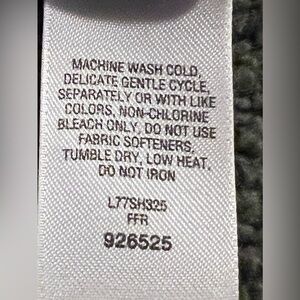 MACHINE WASH COLD,
DELICATE GENTLE CYCLE,
SEPARATELY OR WITH LIKE
COLORS, NON-CHLORINE
BLEACH ONLY, DO NOT USE
FABRIC SOFTENERS,
TUMBLE DRY, LOW HEAT,
DO NOT IRON
L77SH325
FFR
926525